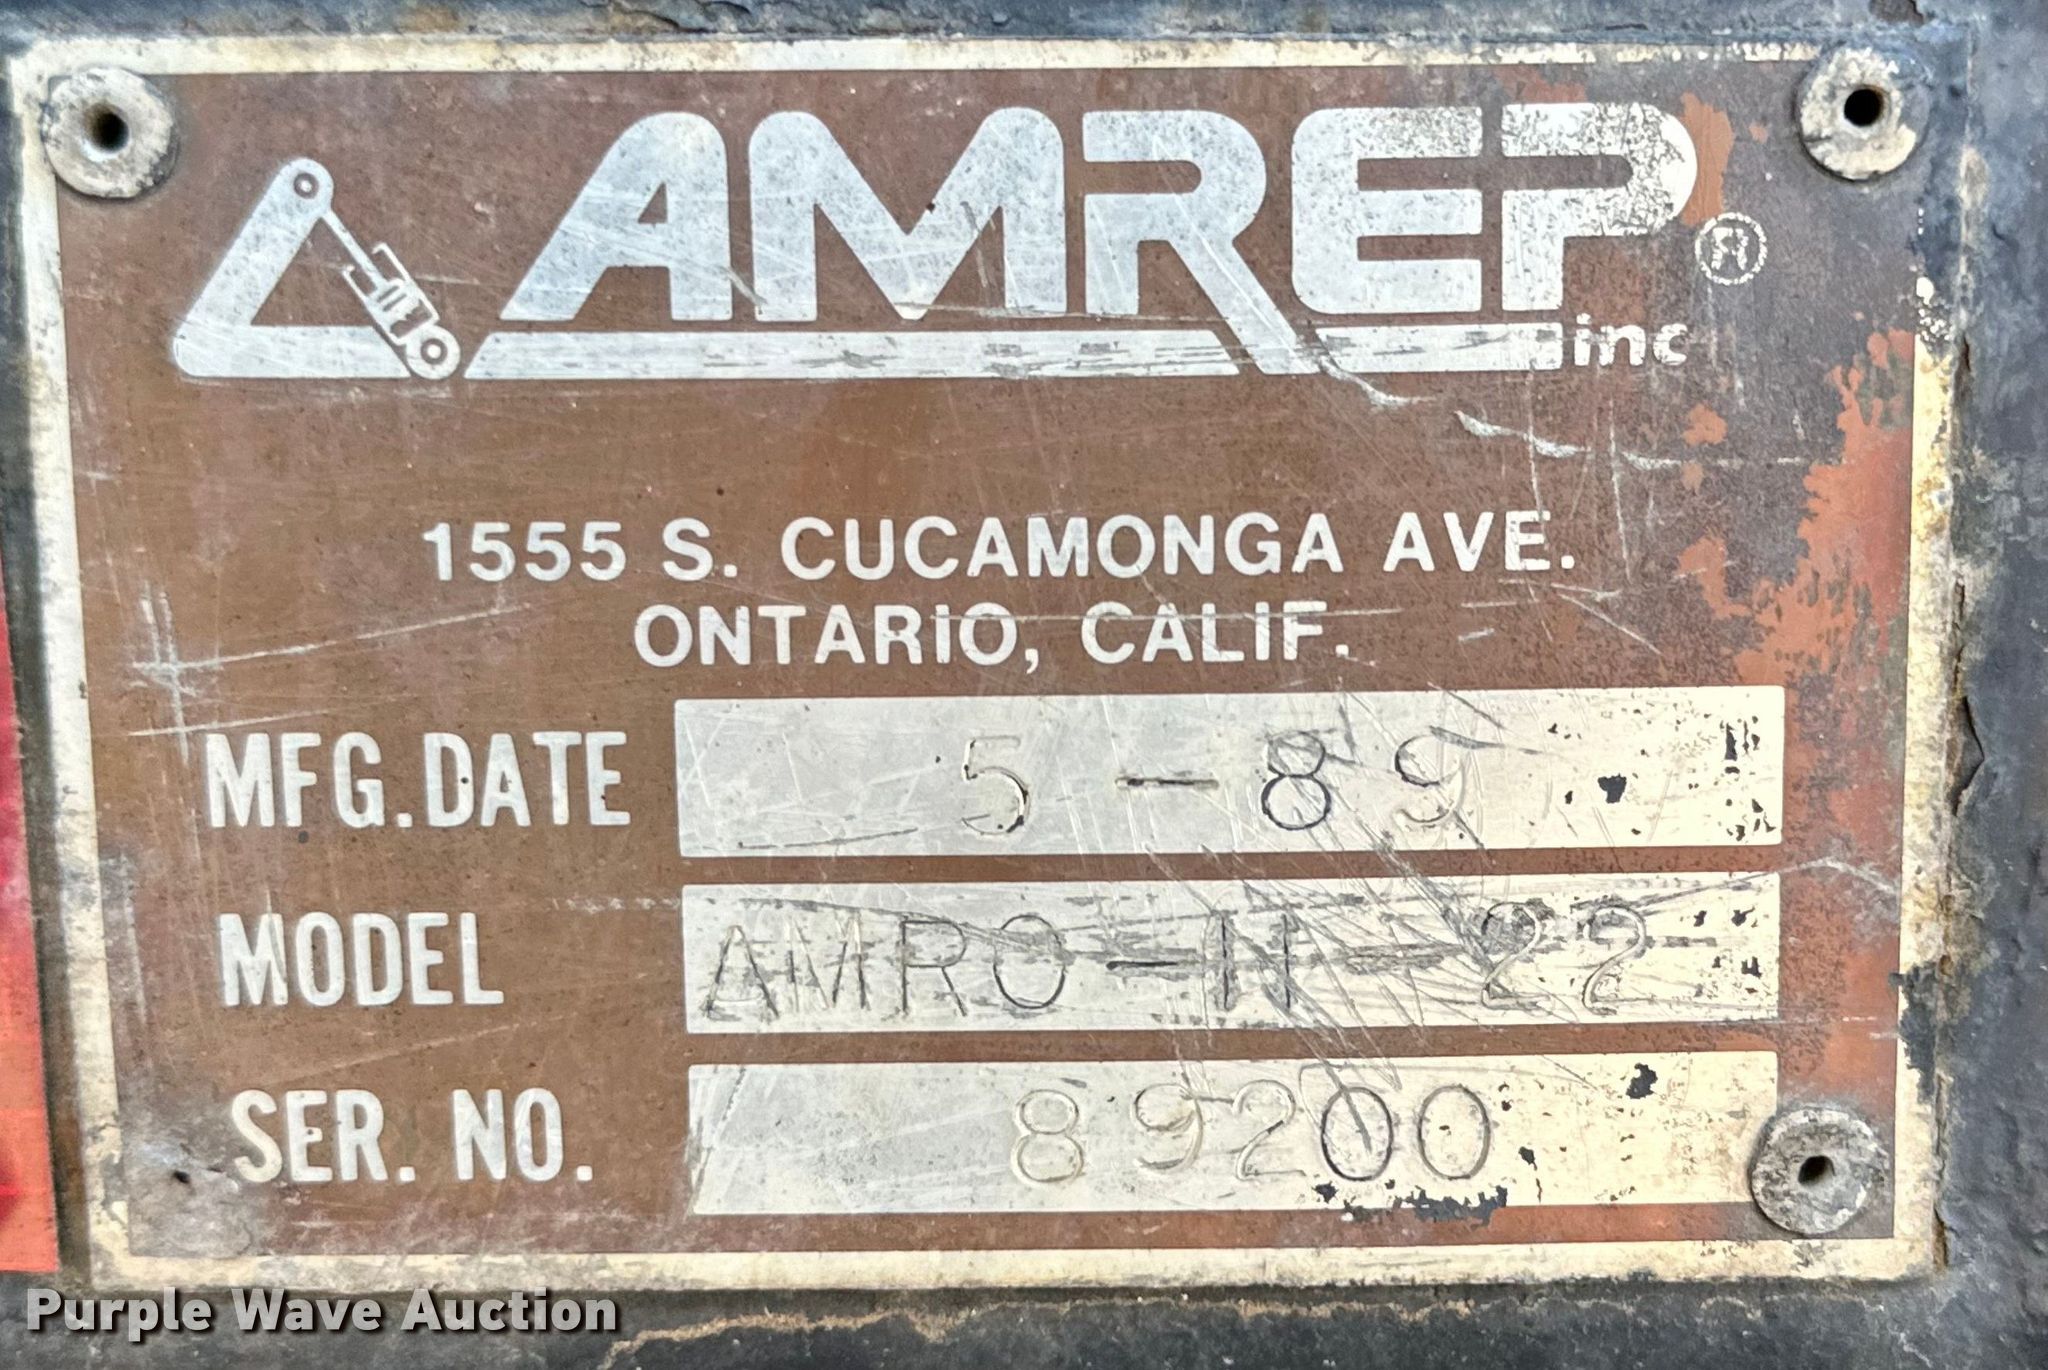 AMREP ®
inc
1555 S. CUCAMONGA AVE.
ONTARIO, CALIF.
MFG. DATE 5-89
MODEL AMRO-H-22
SER. NO. 89200
Purple Wave Auction